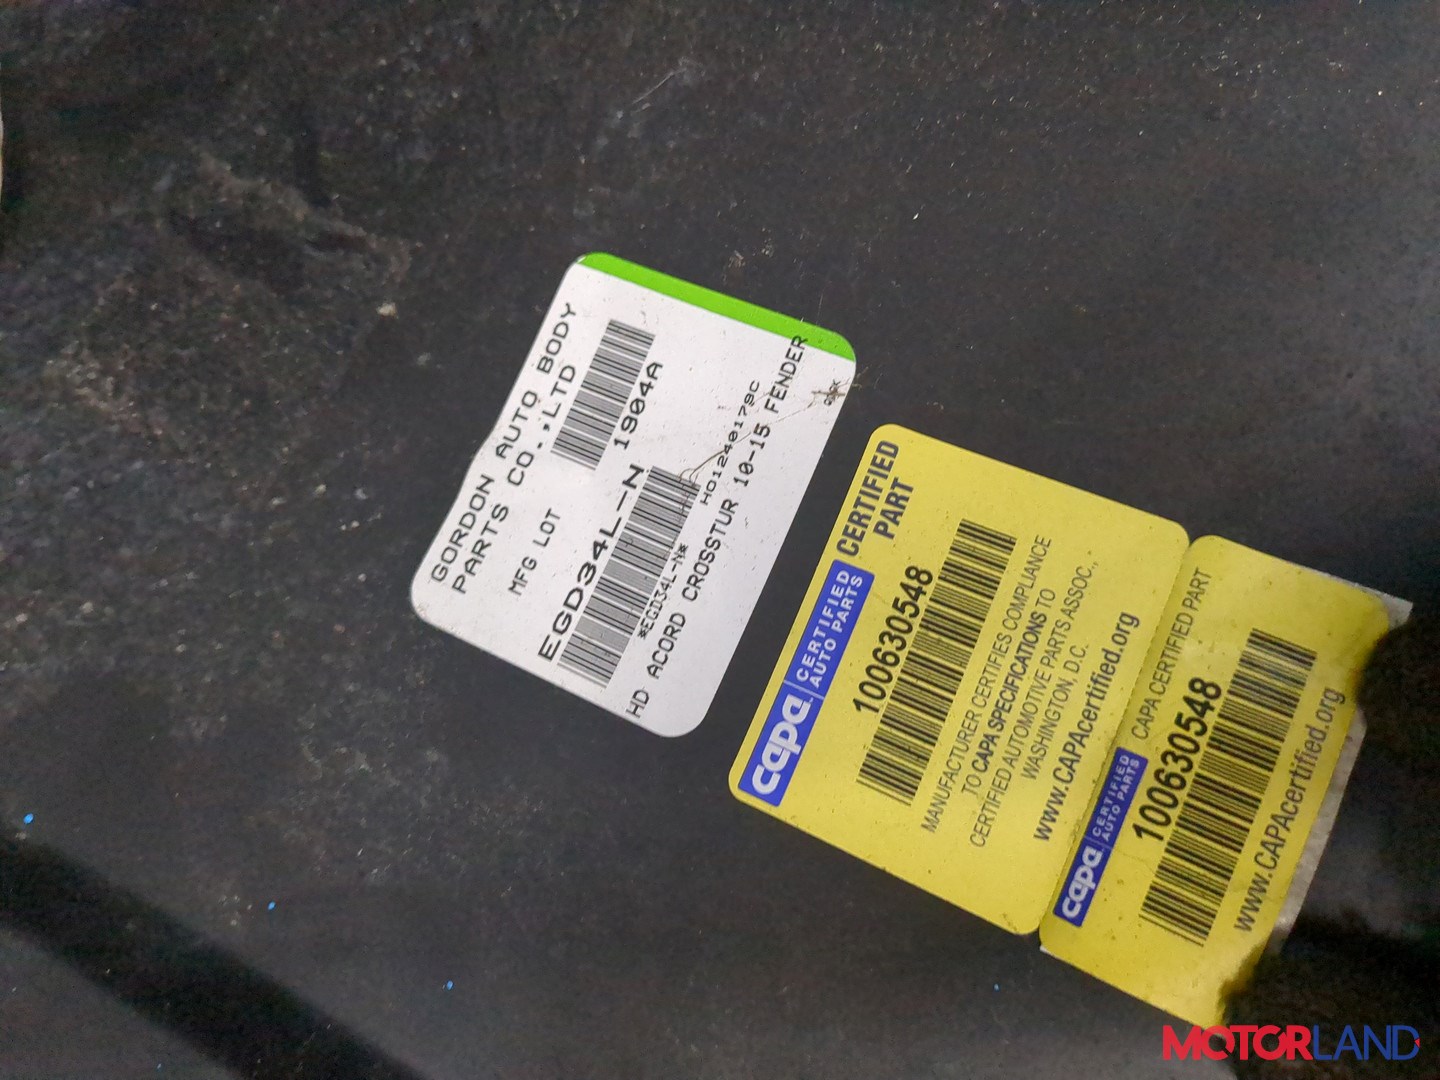 GORDON AUTO BODY
PARTS CO.,LTD
MFG LOT
1904A
EGD34L-N
*EGD34L-N*
HO1240179C
HD ACORD CROSSTUR 10-15 FENDER
capa CERTIFIED
AUTO PARTS
CERTIFIED
PART
100630548
MANUFACTURER CERTIFIES COMPLIANCE
TO CAPA SPECIFICATIONS TO
CERTIFIED AUTOMOTIVE PARTS ASSOC.,
WASHINGTON, D.C.
www.CAPAcertified.org
capa CERTIFIED
AUTO PARTS
CAPA CERTIFIED PART
100630548
www.CAPAcertified.org
MOTORLAND